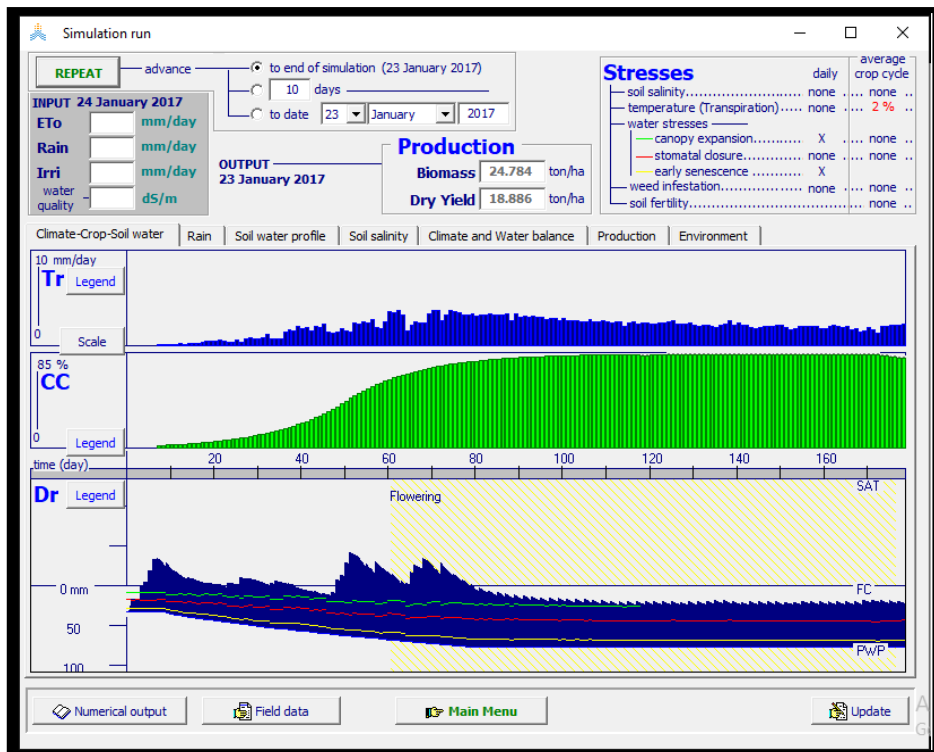 Simulation run
REPEAT
advance
to end of simulation (23 January 2017)
10 days
to date 23 January 2017
INPUT 24 January 2017
ETo mm/day
Rain mm/day
Irri mm/day
water quality dS/m
OUTPUT
23 January 2017
Production
Biomass 24.784 ton/ha
Dry Yield 18.886 ton/ha
Stresses daily average crop cycle
soil salinity.............. none .... none ..
temperature (Transpiration)..... none .... 2 % ..
water stresses
canopy expansion........... X .... none ..
stomatal closure........... none .... none ..
early senescence ........... X
weed infestation................. none .... none ..
soil fertility................................ none ..
Climate-Crop-Soil water Rain Soil water profile Soil salinity Climate and Water balance Production Environment
10 mm/day
Tr Legend
0
Scale
85 %
CC
0
Legend
time (day) 20 40 60 80 100 120 140 160
Dr Legend
Flowering
SAT
0 mm
FC
50
PWP
100
Numerical output Field data Main Menu Update